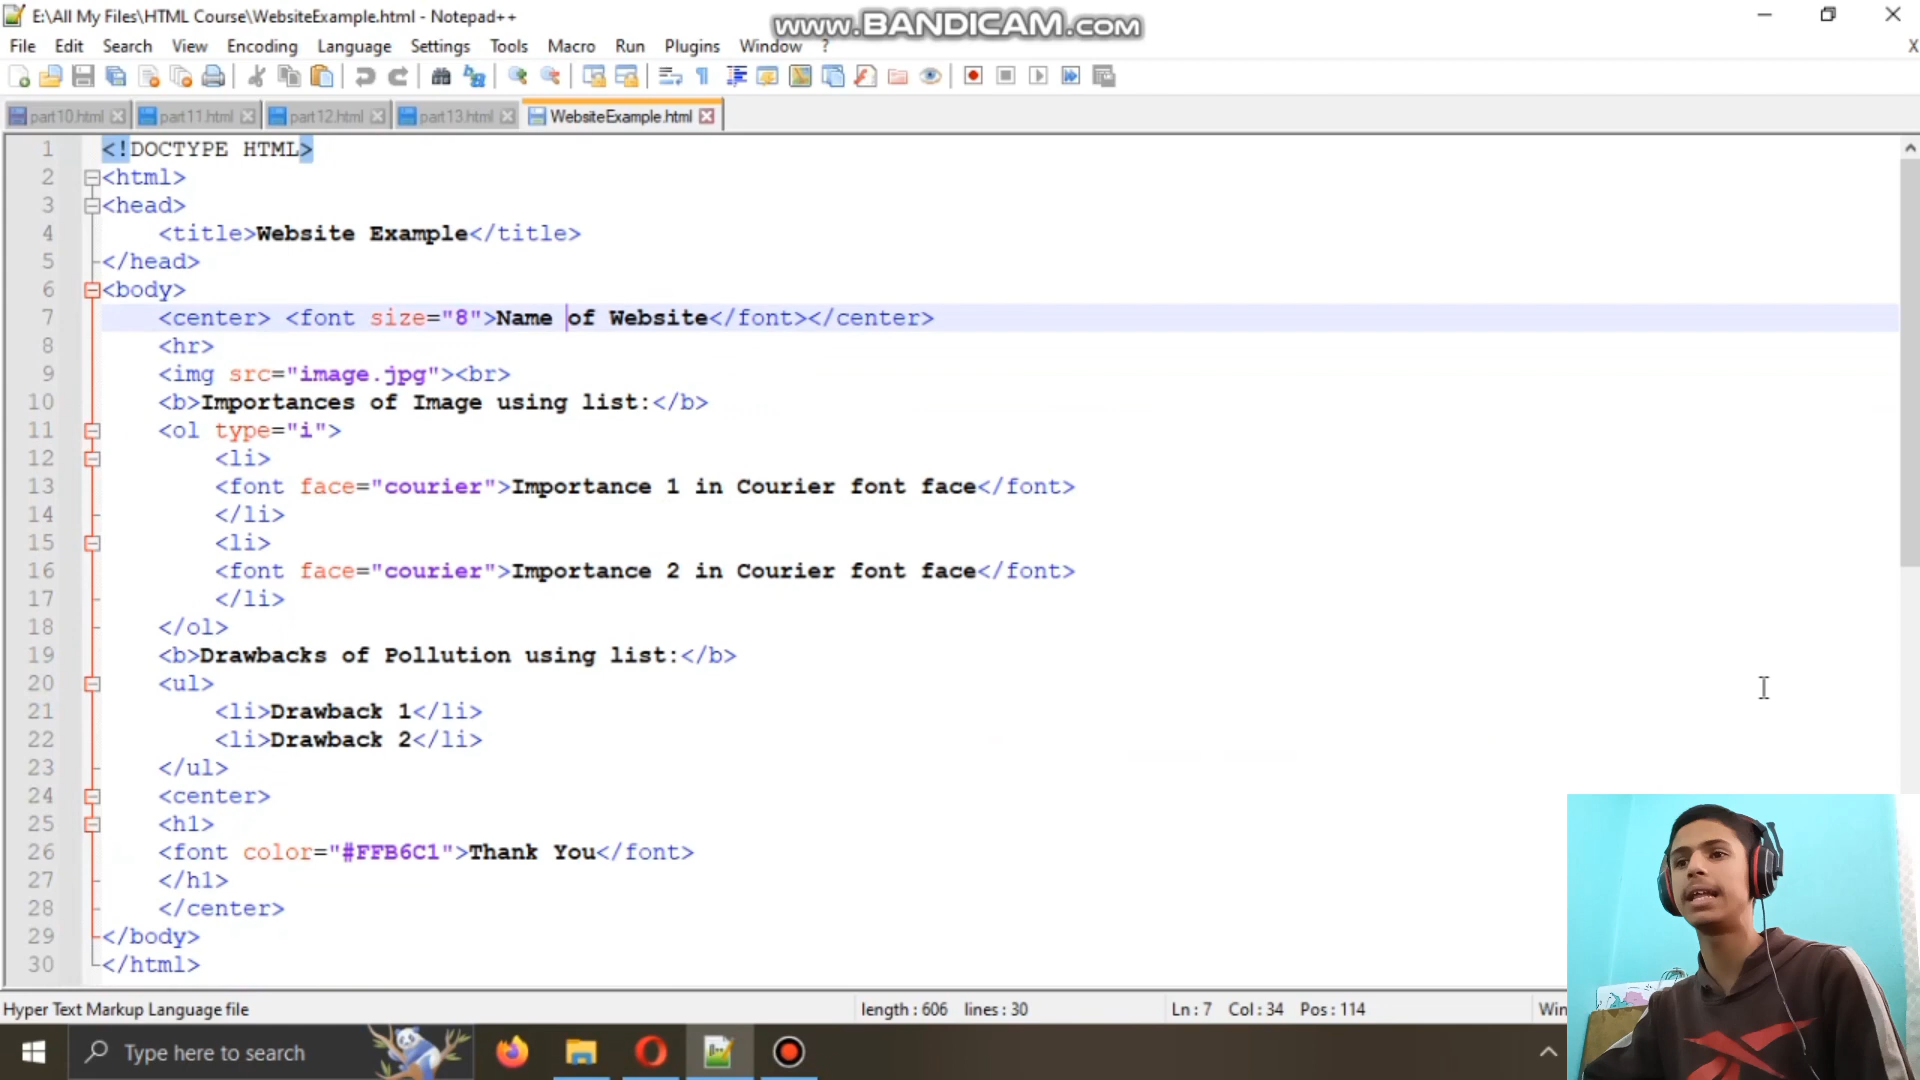 E:\All My Files\HTML Course\WebsiteExample.html - Notepad++
www.BANDICAM.com
File Edit Search View Encoding Language Settings Tools Macro Run Plugins Window ?
X
part10.html part11.html part12.html part13.html WebsiteExample.html
1 <!DOCTYPE HTML>
2 <html>
3 <head>
4 <title>Website Example</title>
5 </head>
6 <body>
7 <center> <font size="8">Name of Website</font></center>
8 <hr>
9 <img src="image.jpg"><br>
10 <b>Importances of Image using list:</b>
11 <ol type="i">
12 <li>
13 <font face="courier">Importance 1 in Courier font face</font>
14 </li>
15 <li>
16 <font face="courier">Importance 2 in Courier font face</font>
17 </li>
18 </ol>
19 <b>Drawbacks of Pollution using list:</b>
20 <ul>
21 <li>Drawback 1</li>
22 <li>Drawback 2</li>
23 </ul>
24 <center>
25 <h1>
26 <font color="#FFB6C1">Thank You</font>
27 </h1>
28 </center>
29 </body>
30 </html>
Hyper Text Markup Language file length : 606 lines : 30 Ln : 7 Col : 34 Pos : 114 Win
Type here to search